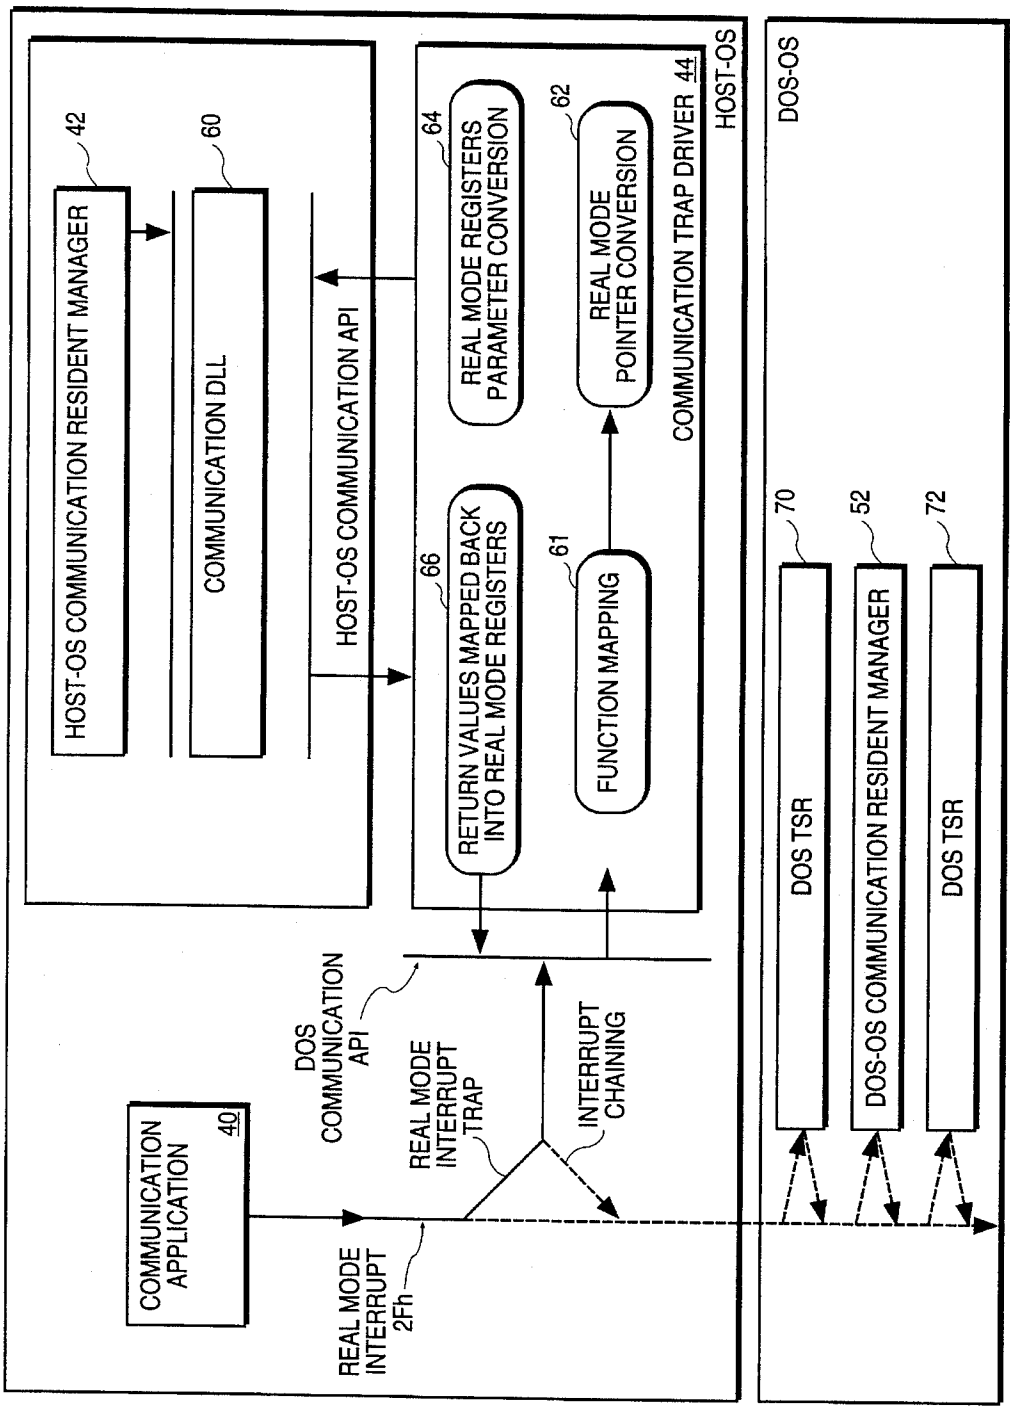 COMMUNICATION
APPLICATION
40
REAL MODE
INTERRUPT
2Fh
REAL MODE
INTERRUPT
TRAP
INTERRUPT
CHAINING
DOS
COMMUNICATION
API
HOST-OS COMMUNICATION RESIDENT MANAGER
42
COMMUNICATION DLL
60
HOST-OS COMMUNICATION API
RETURN VALUES MAPPED BACK
INTO REAL MODE REGISTERS
66
REAL MODE REGISTERS
PARAMETER CONVERSION
64
FUNCTION MAPPING
61
REAL MODE
POINTER CONVERSION
62
COMMUNICATION TRAP DRIVER 44
HOST-OS
DOS-OS
DOS TSR
70
DOS-OS COMMUNICATION RESIDENT MANAGER
52
DOS TSR
72